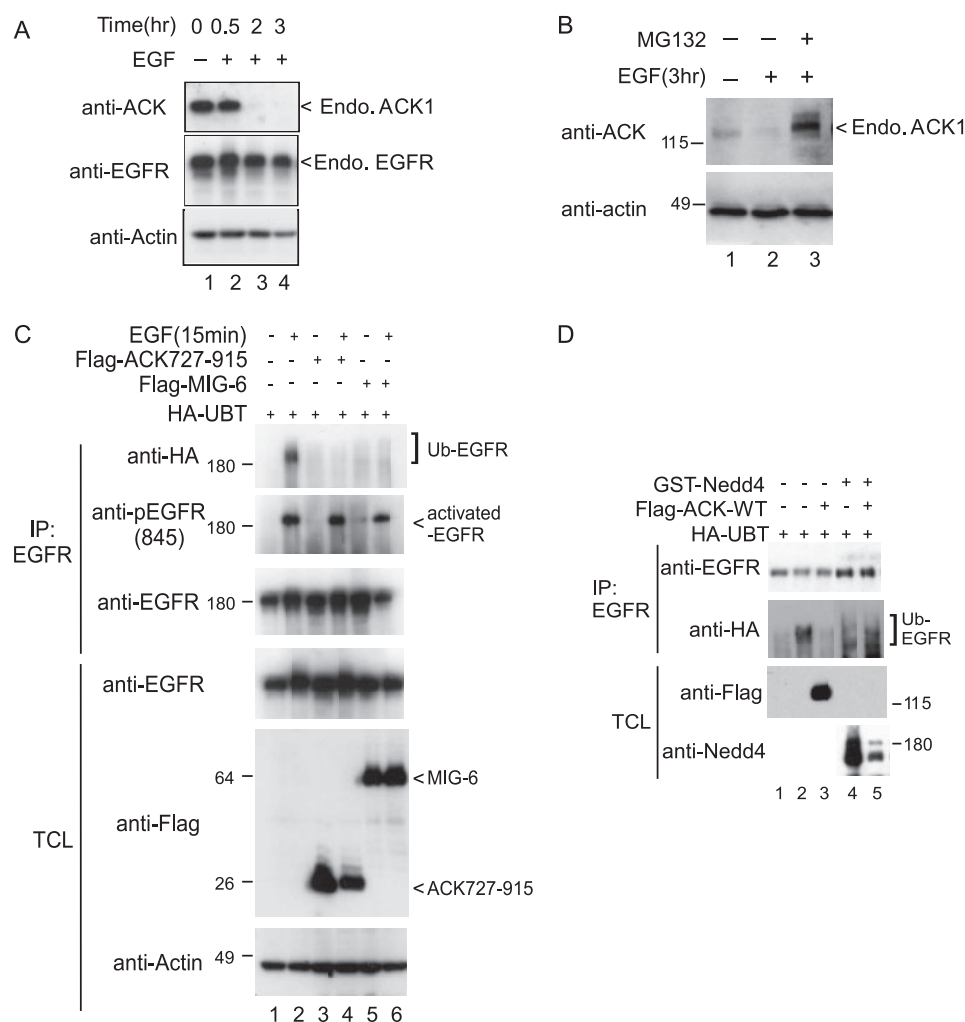 A
Time(hr) 0 0.5 2 3
EGF – + + +
anti-ACK < Endo. ACK1
anti-EGFR <Endo. EGFR
anti-Actin
1 2 3 4
B
MG132 – – +
EGF(3hr) – + +
anti-ACK < Endo. ACK1
115 –
anti-actin 49 –
1 2 3
C
EGF(15min) - + - + - +
Flag-ACK727-915 - - + + - -
Flag-MIG-6 - - - - + +
HA-UBT + + + + + +
IP: EGFR
anti-HA 180 – Ub-EGFR
anti-pEGFR (845) 180 – < activated -EGFR
anti-EGFR 180 –
TCL
anti-EGFR
64 – <MIG-6
anti-Flag
26 – <ACK727-915
anti-Actin 49 –
1 2 3 4 5 6
D
GST-Nedd4 - - - + +
Flag-ACK-WT - - + - +
HA-UBT + + + + +
IP: EGFR
anti-EGFR
anti-HA Ub-EGFR
TCL
anti-Flag –115
anti-Nedd4 –180
1 2 3 4 5